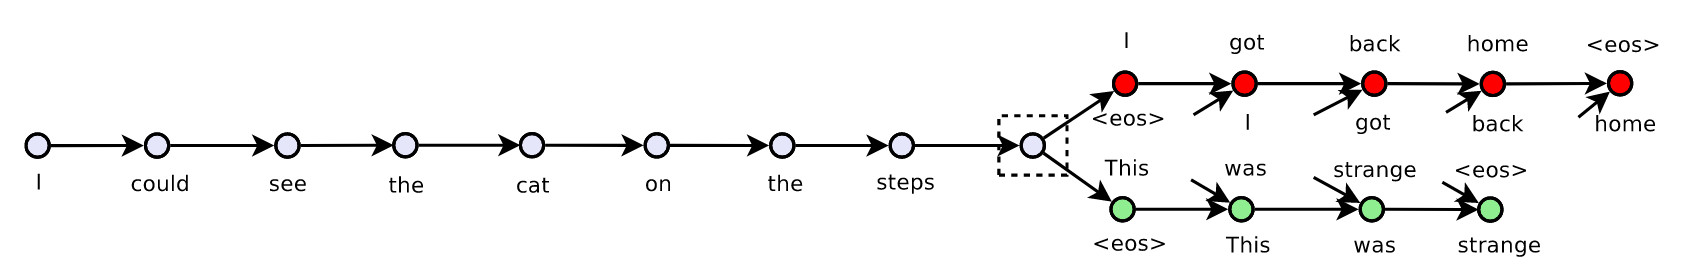 I got back home <eos>
<eos> I got back home
I could see the cat on the steps
This was strange <eos>
<eos> This was strange